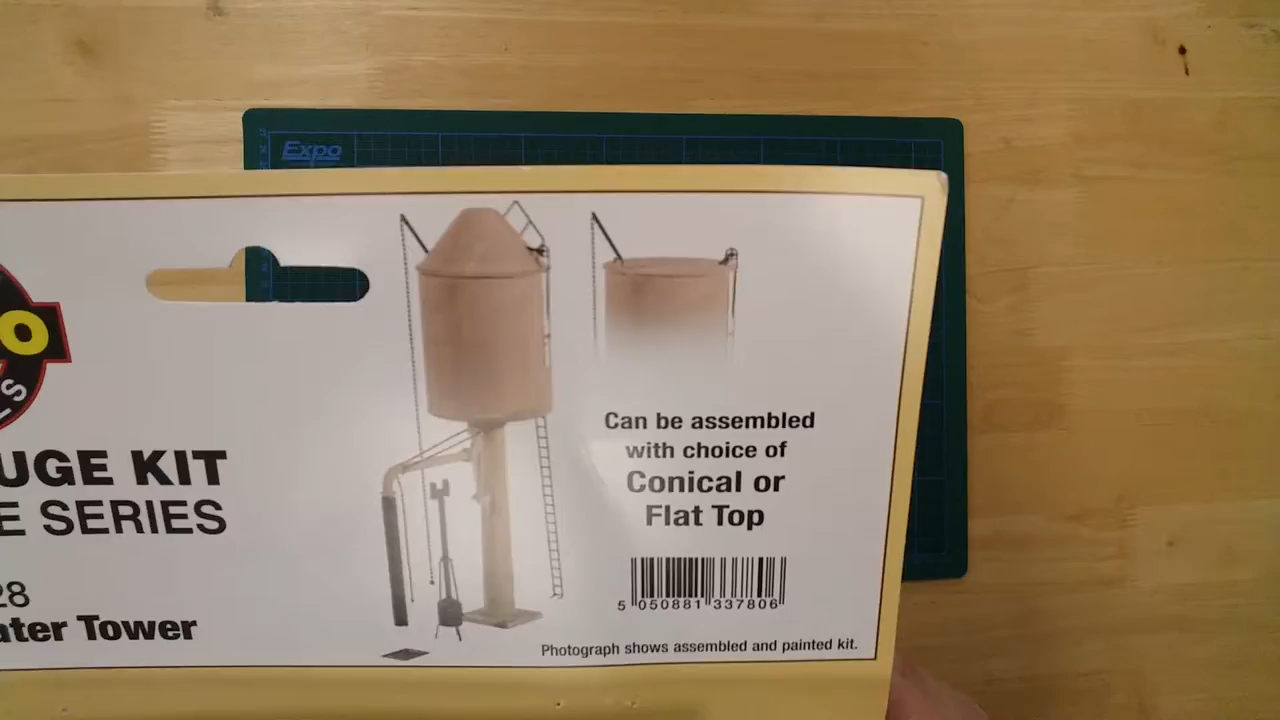 Expo
O
LS
UGE KIT
E SERIES
28
ater Tower
Can be assembled
with choice of
Conical or
Flat Top
5 050881 337806
Photograph shows assembled and painted kit.